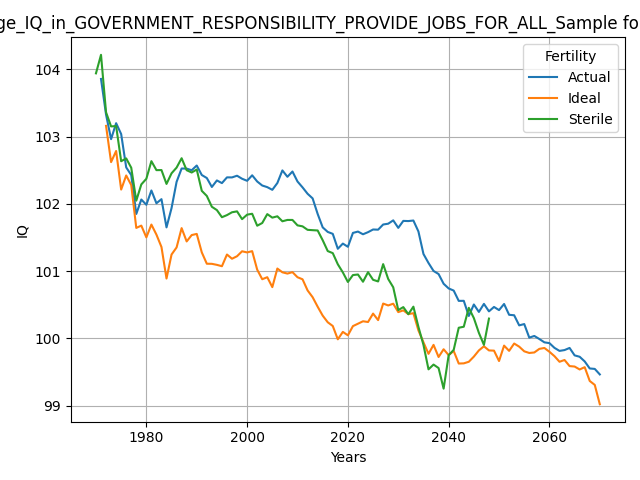 ge_IQ_in_GOVERNMENT_RESPONSIBILITY_PROVIDE_JOBS_FOR_ALL_Sample fo
Fertility
Actual
Ideal
Sterile
104
103
102
101
100
99
IQ
1980
2000
2020
2040
2060
Years